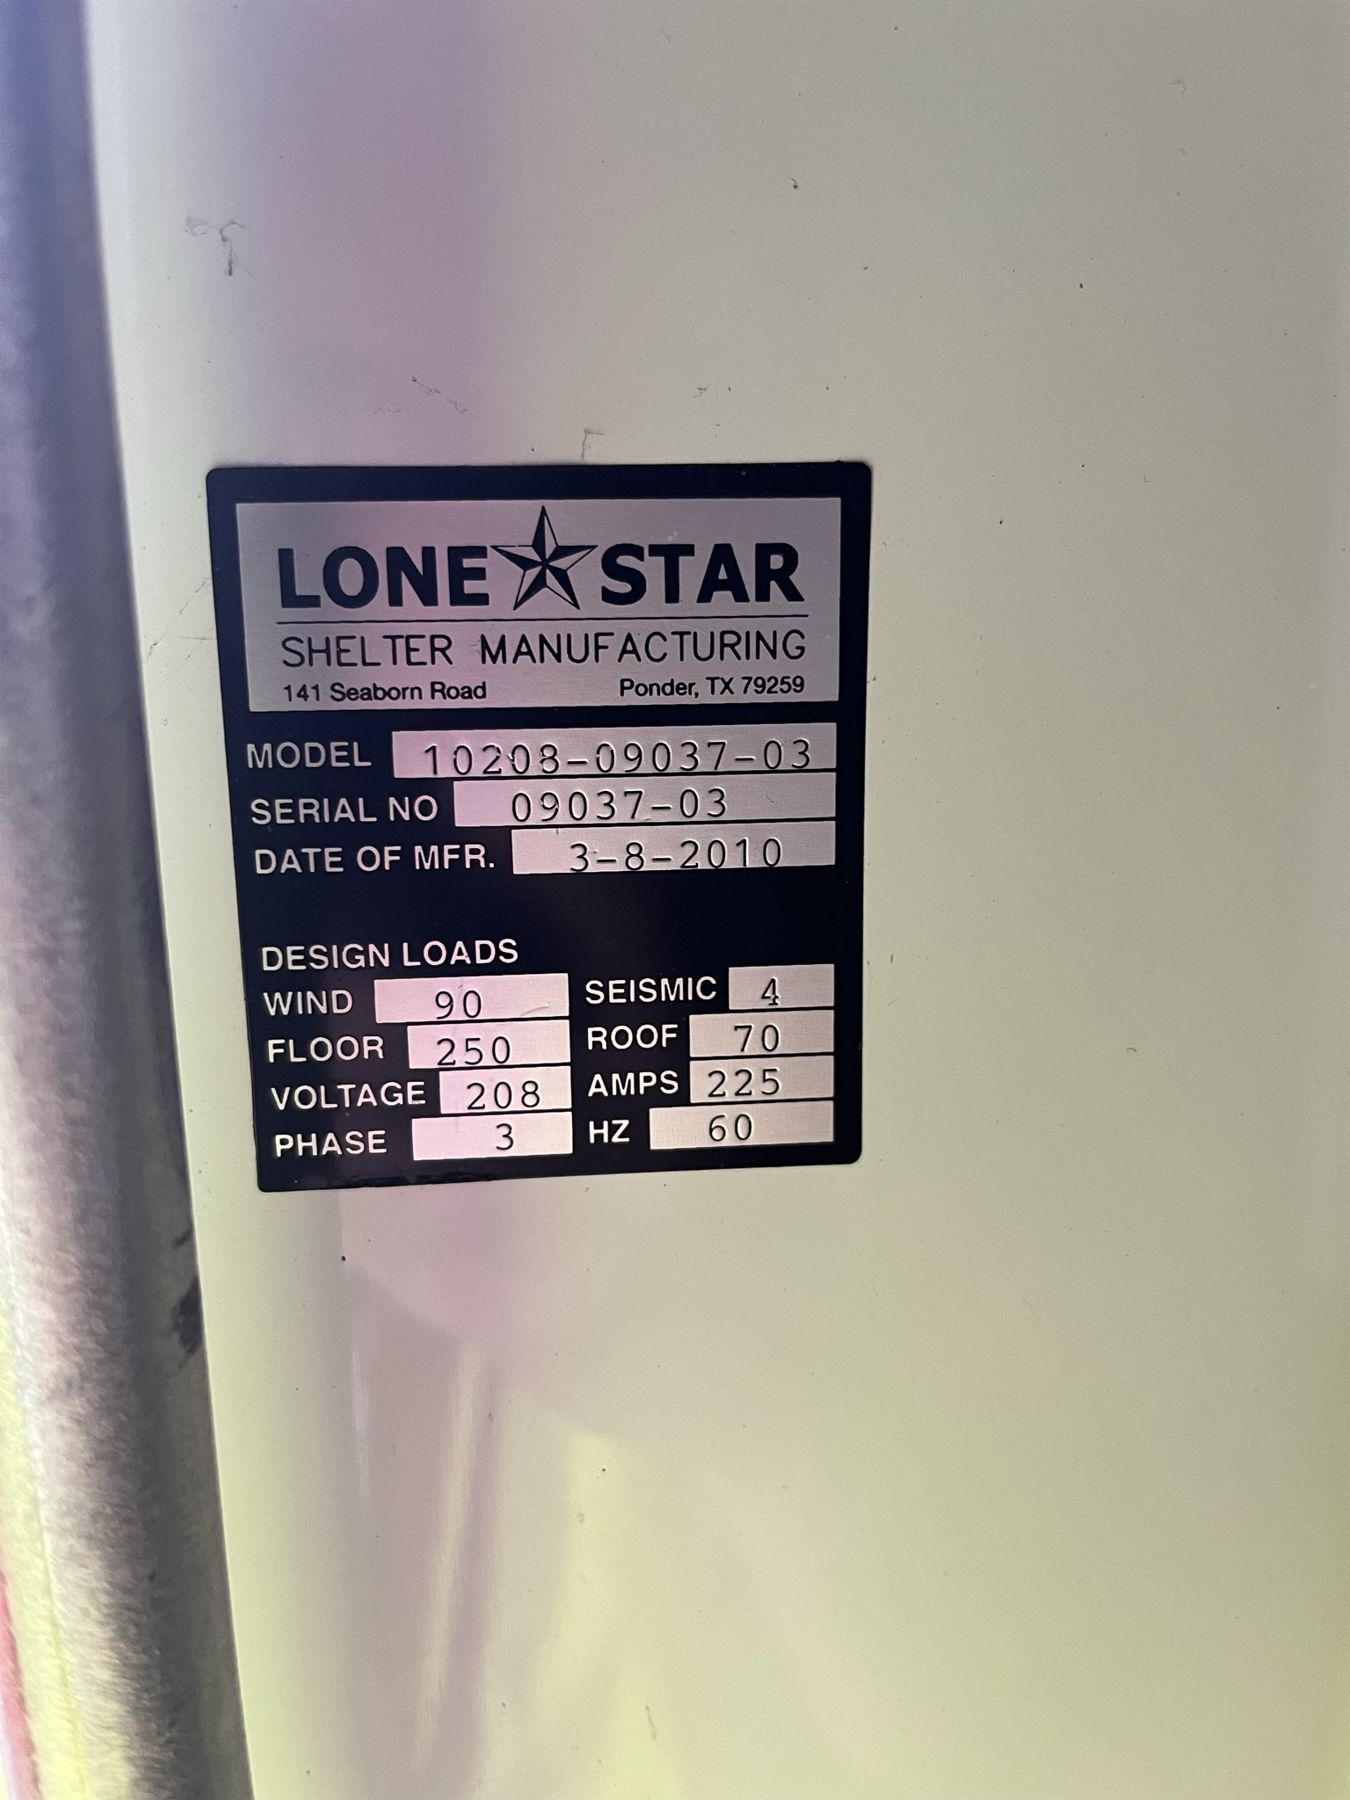 LONE STAR
SHELTER MANUFACTURING
141 Seaborn Road Ponder, TX 79259
MODEL 10208-09037-03
SERIAL NO 09037-03
DATE OF MFR. 3-8-2010
DESIGN LOADS
WIND 90 SEISMIC 4
FLOOR 250 ROOF 70
VOLTAGE 208 AMPS 225
PHASE 3 HZ 60